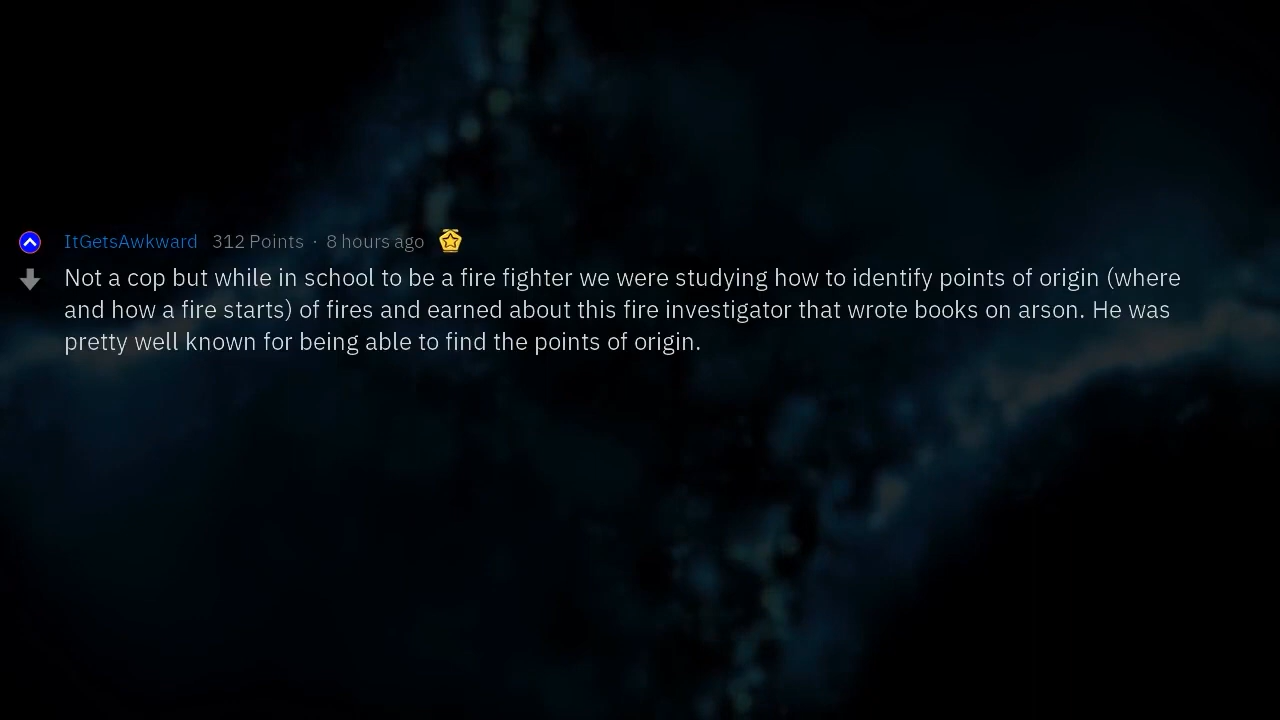 ItGetsAwkward 312 Points · 8 hours ago
Not a cop but while in school to be a fire fighter we were studying how to identify points of origin (where
and how a fire starts) of fires and earned about this fire investigator that wrote books on arson. He was
pretty well known for being able to find the points of origin.